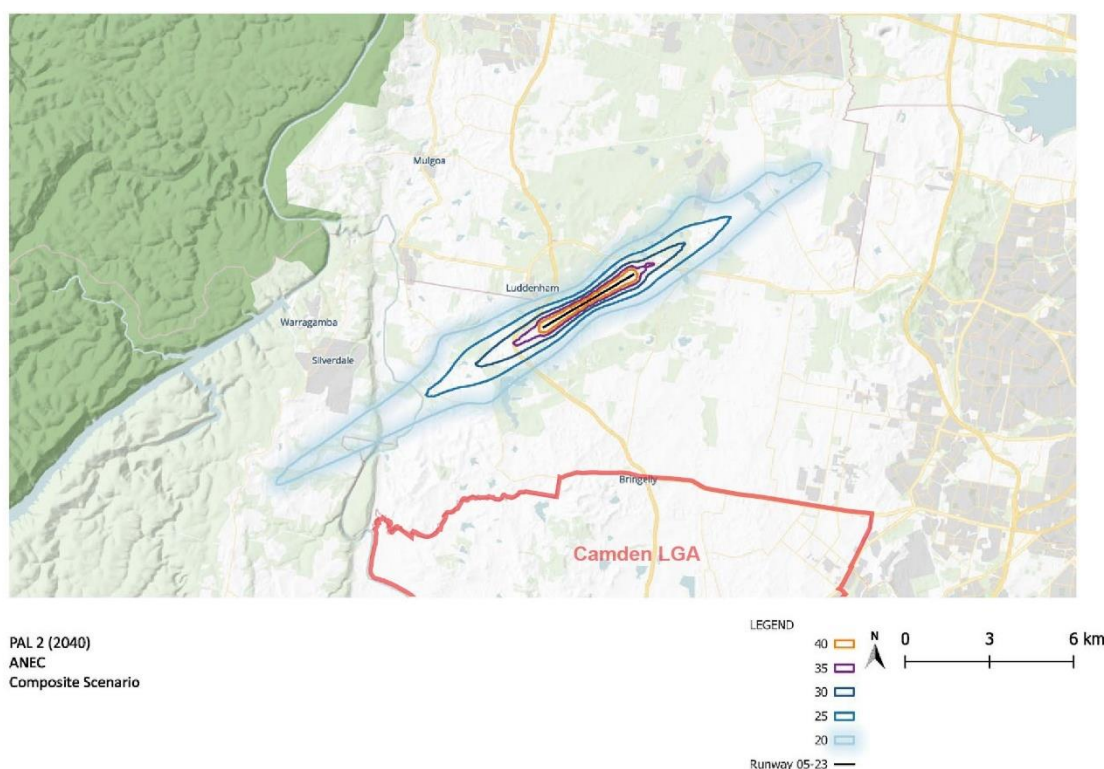 Mulgoa
Luddenham
Warragamba
Silverdale
Bringelly
Camden LGA
PAL 2 (2040)
ANEC
Composite Scenario
LEGEND
40
35
30
25
20
Runway 05-23
N
0 3 6 km